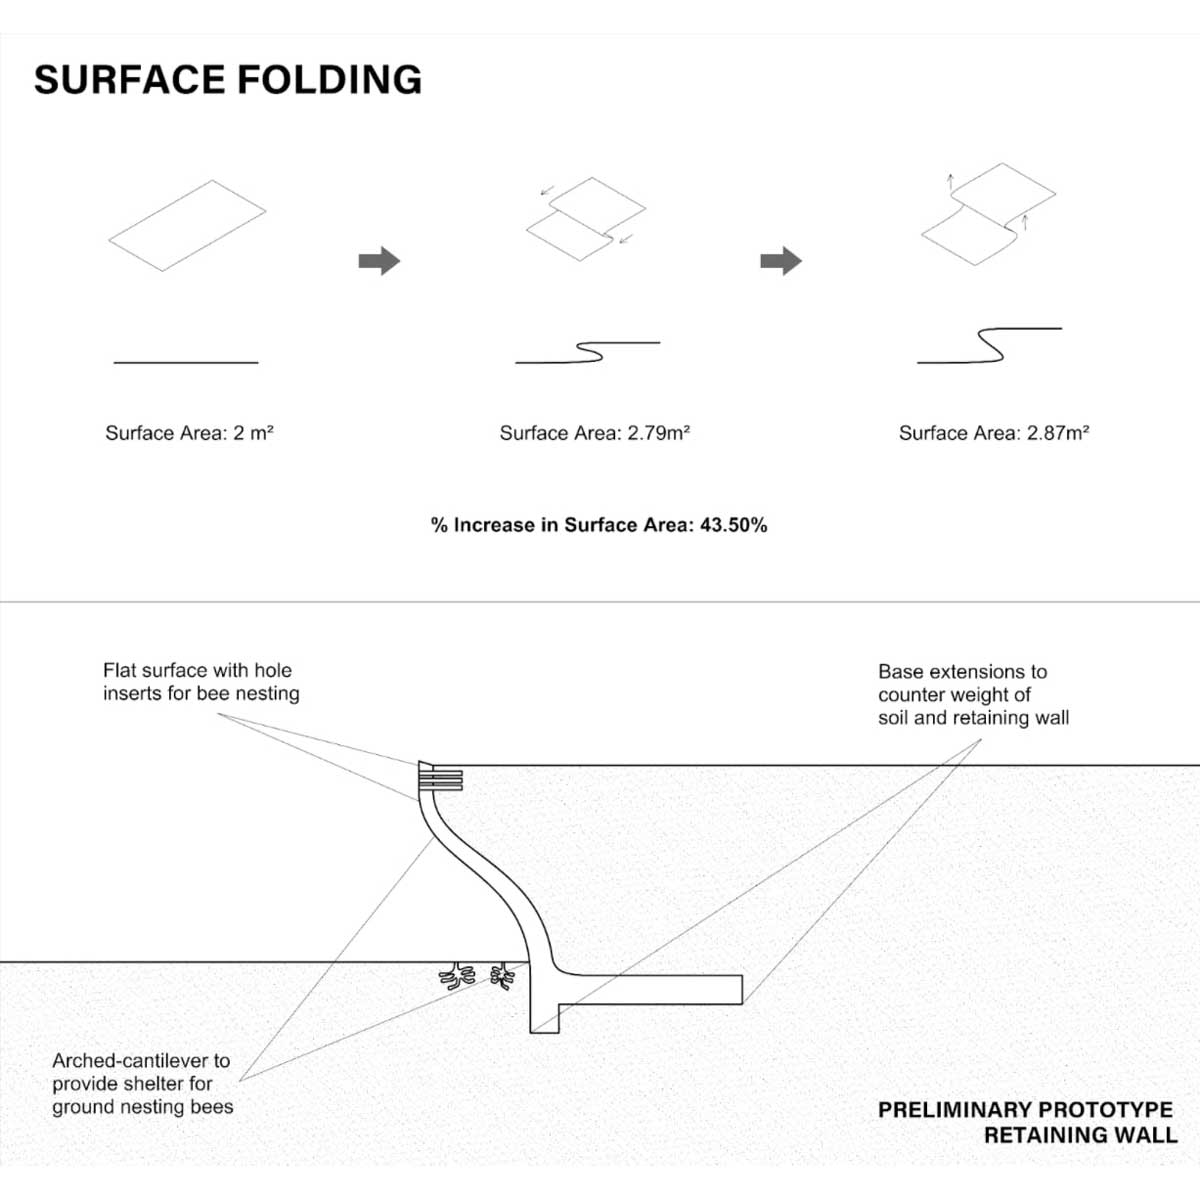 SURFACE FOLDING
Surface Area: 2 m²
Surface Area: 2.79m²
Surface Area: 2.87m²
% Increase in Surface Area: 43.50%
Flat surface with hole
inserts for bee nesting
Base extensions to
counter weight of
soil and retaining wall
Arched-cantilever to
provide shelter for
ground nesting bees
PRELIMINARY PROTOTYPE
RETAINING WALL